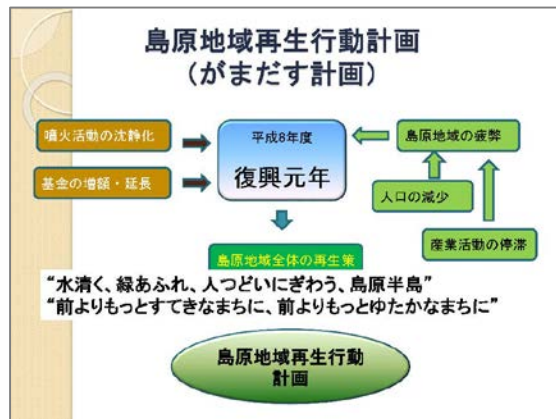 島原地域再生行動計画
(がまだす計画)
噴火活動の沈静化
基金の増額・延長
平成8年度
復興元年
島原地域の疲弊
人口の減少
産業活動の停滞
島原地域全体の再生策
“水清く、緑あふれ、人つどいにぎわう、島原半島”
“前よりもっとすてきなまちに、前よりもっとゆたかなまちに”
島原地域再生行動
計画